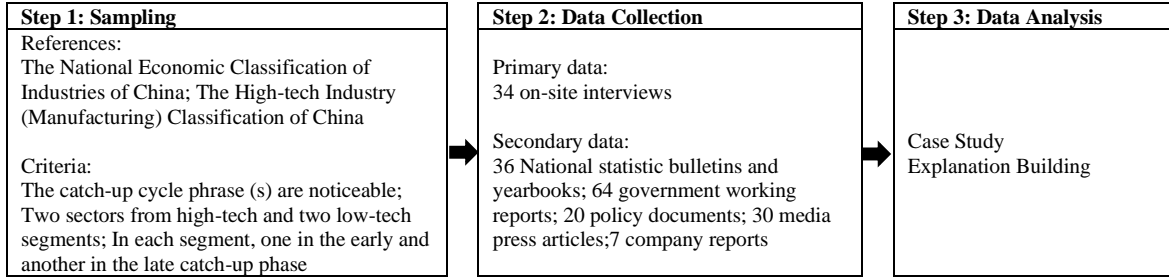 Step 1: Sampling
References:
The National Economic Classification of
Industries of China; The High-tech Industry
(Manufacturing) Classification of China
Criteria:
The catch-up cycle phrase (s) are noticeable;
Two sectors from high-tech and two low-tech
segments; In each segment, one in the early and
another in the late catch-up phase
Step 2: Data Collection
Primary data:
34 on-site interviews
Secondary data:
36 National statistic bulletins and
yearbooks; 64 government working
reports; 20 policy documents; 30 media
press articles;7 company reports
Step 3: Data Analysis
Case Study
Explanation Building